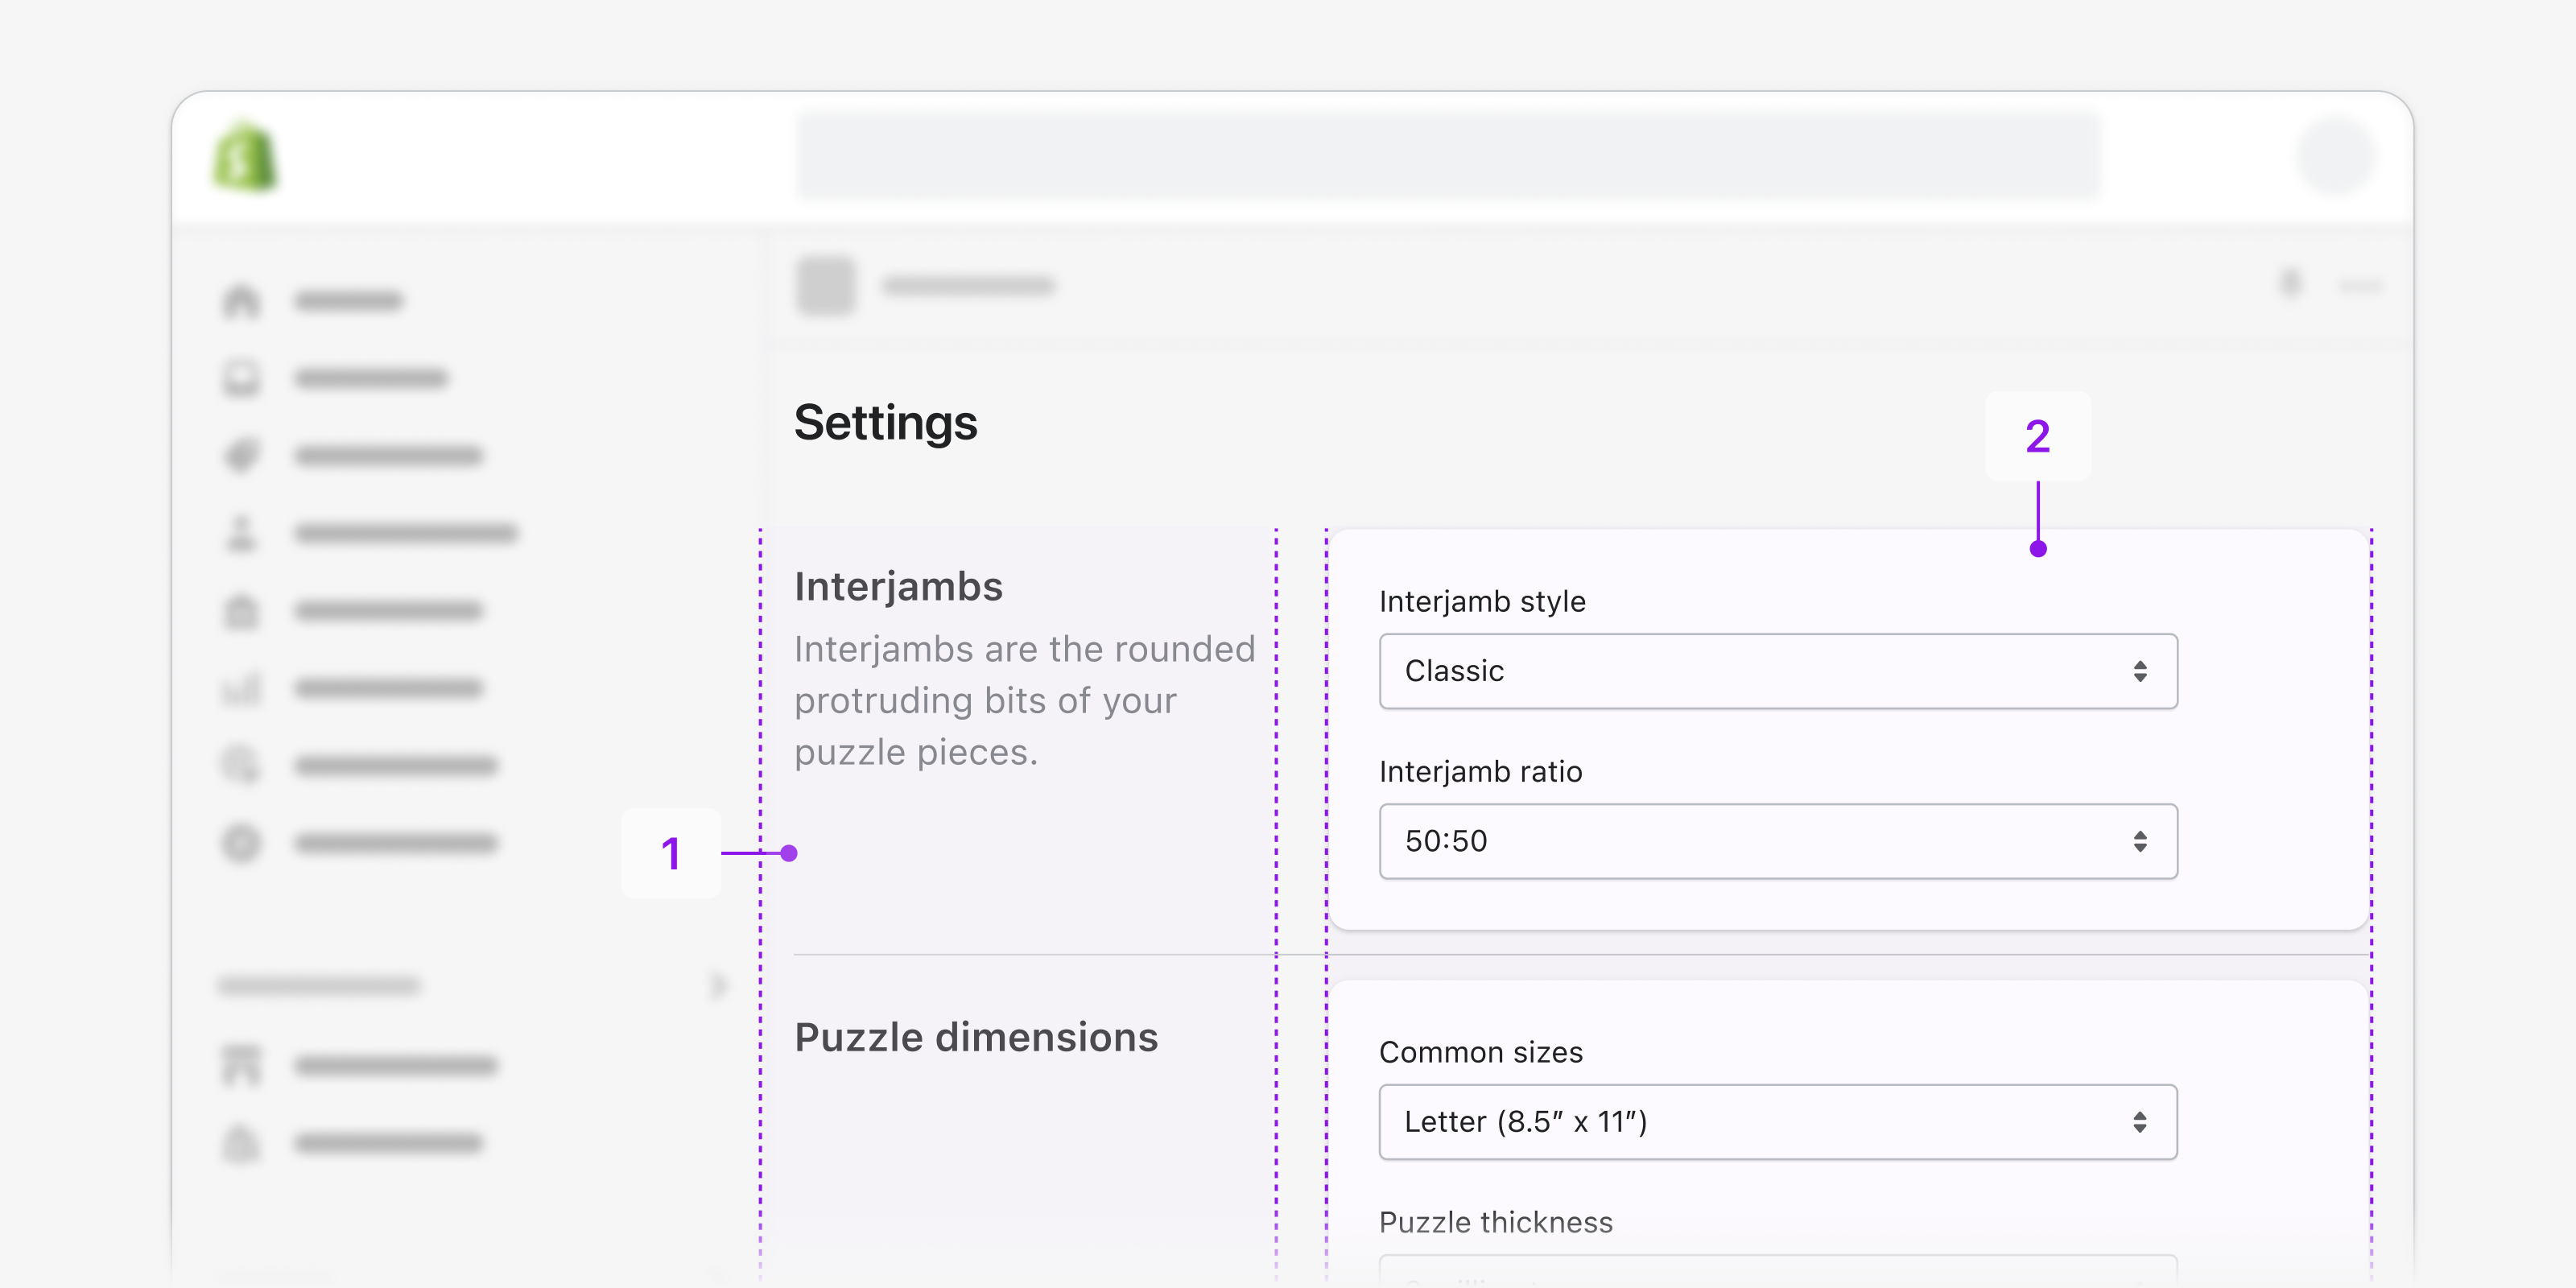 Settings
2
Interjambs
Interjambs are the rounded
protruding bits of your
puzzle pieces.
1
Interjamb style
Classic
Interjamb ratio
50:50
Puzzle dimensions
Common sizes
Letter (8.5” x 11”)
Puzzle thickness